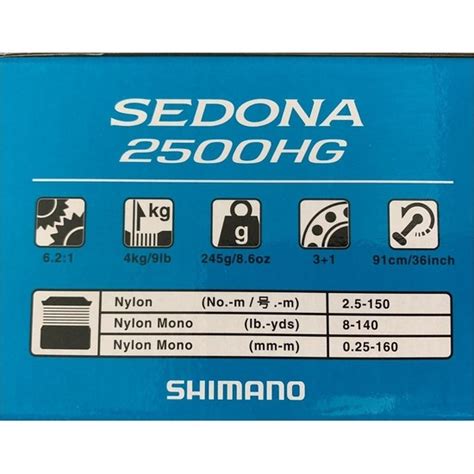 SEDONA
2500HG
kg
g
6.2:1 4kg/9lb 245g/8.6oz 3+1 91cm/36inch
Nylon (No.-m / 号.-m) 2.5-150
Nylon Mono (lb.-yds) 8-140
Nylon Mono (mm-m) 0.25-160
SHIMANO